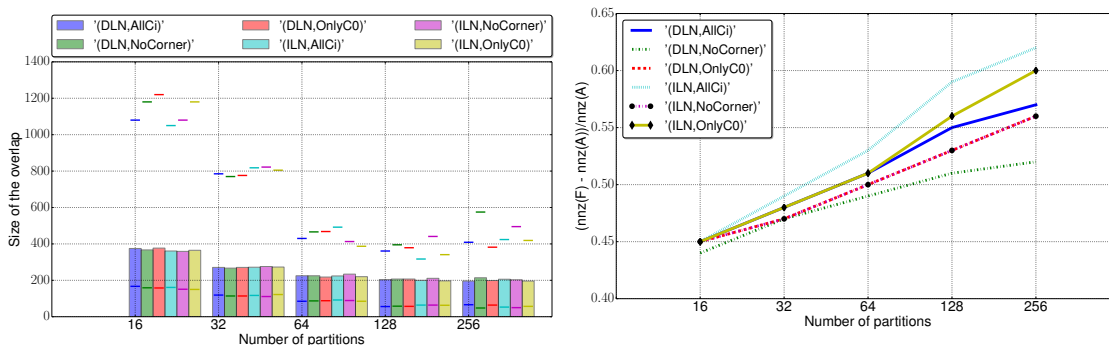 '(DLN,AllCi)'
'(DLN,NoCorner)'
'(DLN,OnlyC0)'
'(ILN,AllCi)'
'(ILN,NoCorner)'
'(ILN,OnlyC0)'
1400
1200
1000
800
600
400
200
0
Size of the overlap
16 32 64 128 256
Number of partitions
'(DLN,AllCi)'
'(DLN,NoCorner)'
'(DLN,OnlyC0)'
'(ILN,AllCi)'
'(ILN,NoCorner)'
'(ILN,OnlyC0)'
0.65
0.60
0.55
0.50
0.45
0.40
(nnz(F) - nnz(A))/nnz(A)
16 32 64 128 256
Number of partitions